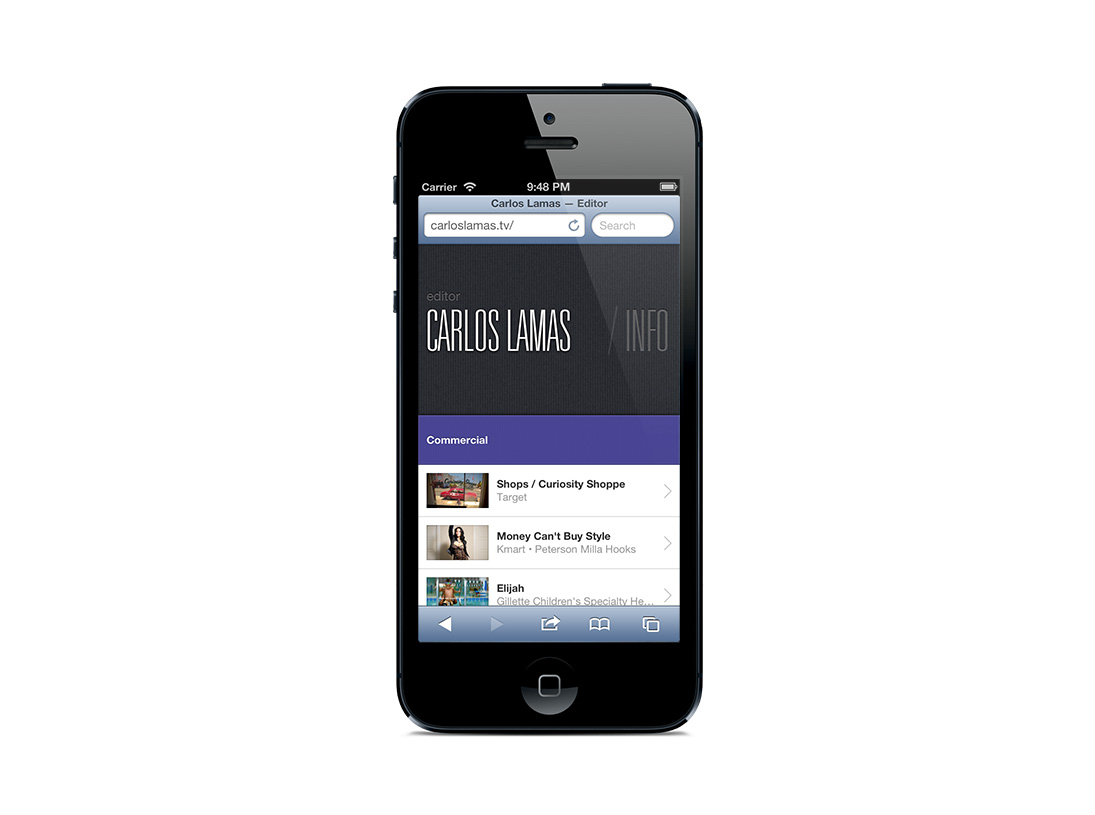 Carrier 9:48 PM
Carlos Lamas — Editor
carloslamas.tv/ Search
editor
CARLOS LAMAS / INFO
Commercial
Shops / Curiosity Shoppe
Target
Money Can't Buy Style
Kmart • Peterson Milla Hooks
Elijah
Gillette Children's Specialty He...